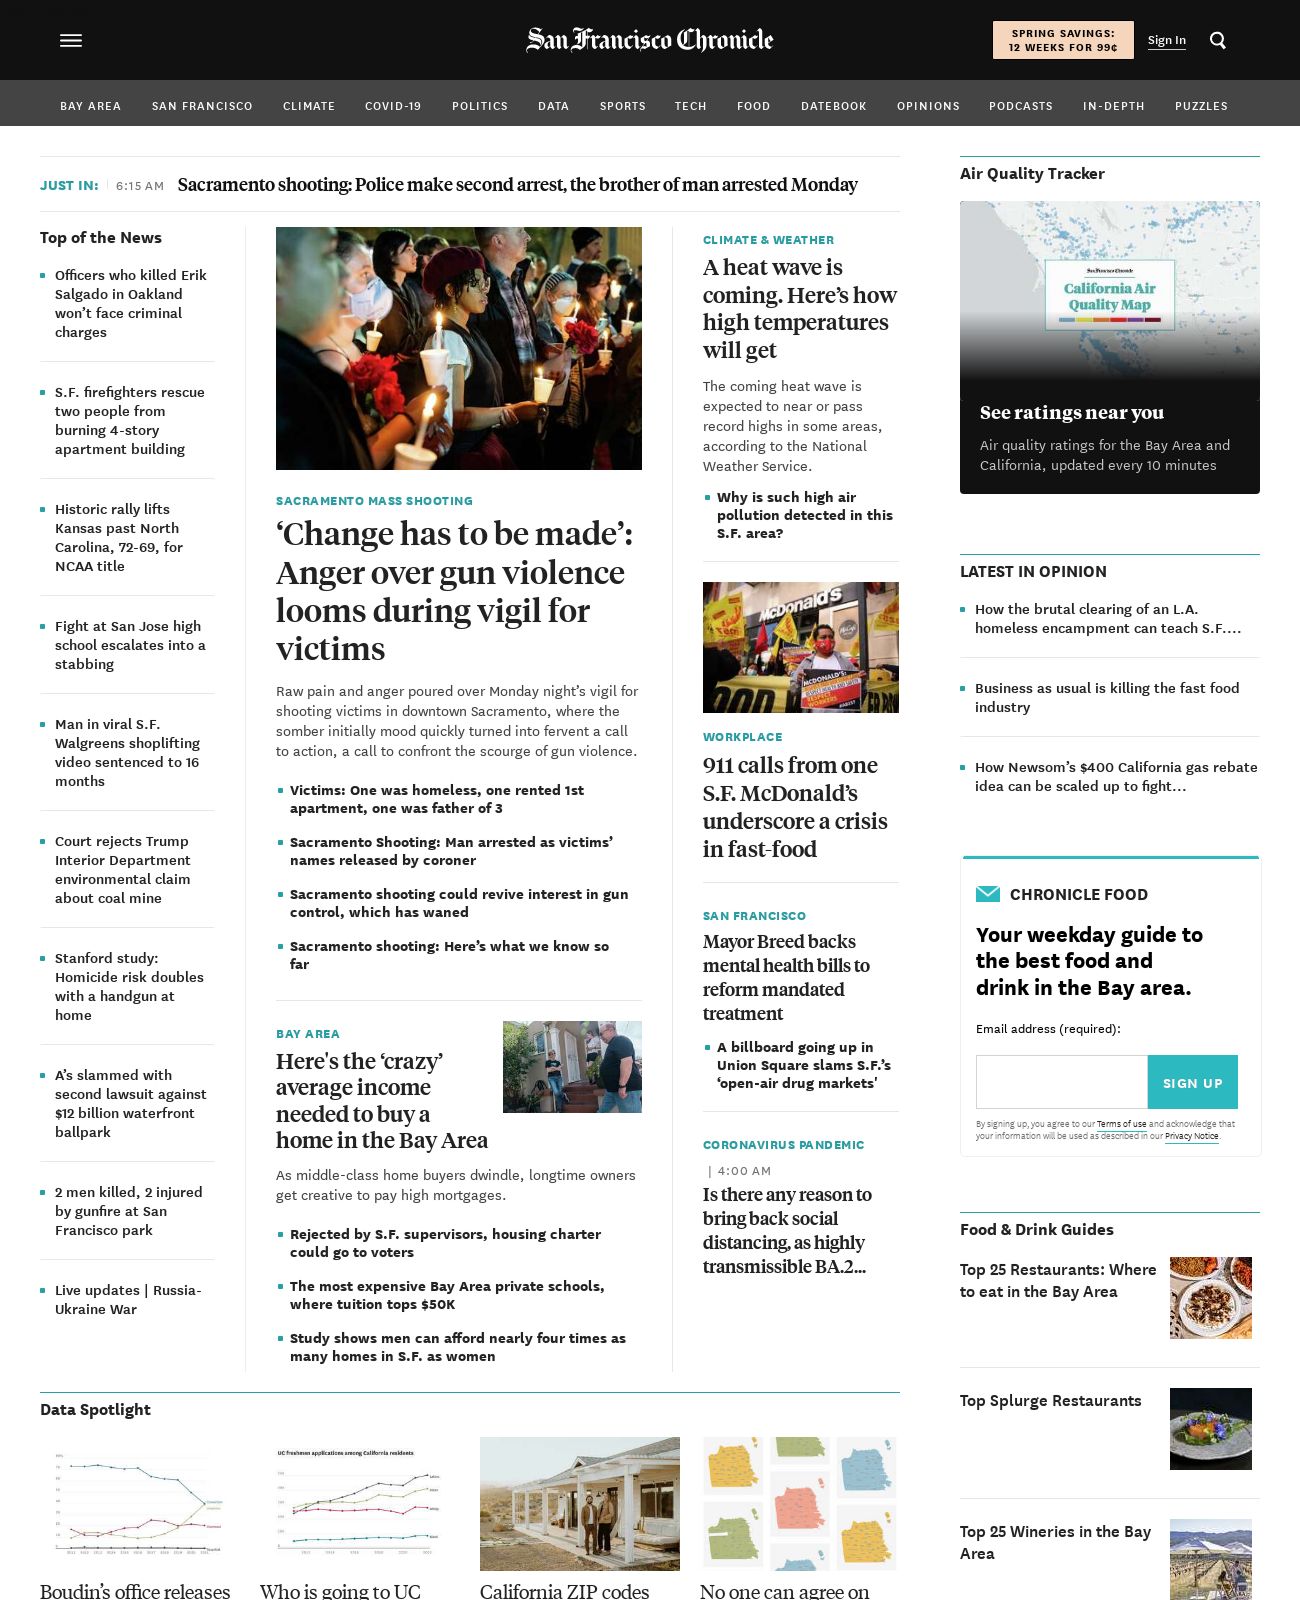 San Francisco Chronicle
SPRING SAVINGS:
12 WEEKS FOR 99¢
Sign In
BAY AREA SAN FRANCISCO CLIMATE COVID-19 POLITICS DATA SPORTS TECH FOOD DATEBOOK OPINIONS PODCASTS IN-DEPTH PUZZLES
JUST IN: 6:15 AM Sacramento shooting: Police make second arrest, the brother of man arrested Monday
Top of the News
Officers who killed Erik
Salgado in Oakland
won’t face criminal
charges
S.F. firefighters rescue
two people from
burning 4-story
apartment building
Historic rally lifts
Kansas past North
Carolina, 72-69, for
NCAA title
Fight at San Jose high
school escalates into a
stabbing
Man in viral S.F.
Walgreens shoplifting
video sentenced to 16
months
Court rejects Trump
Interior Department
environmental claim
about coal mine
Stanford study:
Homicide risk doubles
with a handgun at
home
A’s slammed with
second lawsuit against
$12 billion waterfront
ballpark
2 men killed, 2 injured
by gunfire at San
Francisco park
Live updates | Russia-
Ukraine War
SACRAMENTO MASS SHOOTING
‘Change has to be made’:
Anger over gun violence
looms during vigil for
victims
Raw pain and anger poured over Monday night’s vigil for
shooting victims in downtown Sacramento, where the
somber initially mood quickly turned into fervent a call
to action, a call to confront the scourge of gun violence.
Victims: One was homeless, one rented 1st
apartment, one was father of 3
Sacramento Shooting: Man arrested as victims’
names released by coroner
Sacramento shooting could revive interest in gun
control, which has waned
Sacramento shooting: Here’s what we know so
far
BAY AREA
Here's the ‘crazy’
average income
needed to buy a
home in the Bay Area
As middle-class home buyers dwindle, longtime owners
get creative to pay high mortgages.
Rejected by S.F. supervisors, housing charter
could go to voters
The most expensive Bay Area private schools,
where tuition tops $50K
Study shows men can afford nearly four times as
many homes in S.F. as women
CLIMATE & WEATHER
A heat wave is
coming. Here’s how
high temperatures
will get
The coming heat wave is
expected to near or pass
record highs in some areas,
according to the National
Weather Service.
Why is such high air
pollution detected in this
S.F. area?
McDonald's
McCafé
McDONALD'S:
RESPECT
WORKERS
WORKPLACE
911 calls from one
S.F. McDonald’s
underscore a crisis
in fast-food
SAN FRANCISCO
Mayor Breed backs
mental health bills to
reform mandated
treatment
A billboard going up in
Union Square slams S.F.’s
‘open-air drug markets'
CORONAVIRUS PANDEMIC
| 4:00 AM
Is there any reason to
bring back social
distancing, as highly
transmissible BA.2...
Air Quality Tracker
San Francisco Chronicle
California Air
Quality Map
See ratings near you
Air quality ratings for the Bay Area and
California, updated every 10 minutes
LATEST IN OPINION
How the brutal clearing of an L.A.
homeless encampment can teach S.F....
Business as usual is killing the fast food
industry
How Newsom’s $400 California gas rebate
idea can be scaled up to fight...
CHRONICLE FOOD
Your weekday guide to
the best food and
drink in the Bay area.
Email address (required):
SIGN UP
By signing up, you agree to our Terms of use and acknowledge that
your information will be used as described in our Privacy Notice.
Food & Drink Guides
Top 25 Restaurants: Where
to eat in the Bay Area
Top Splurge Restaurants
Top 25 Wineries in the Bay
Area
Data Spotlight
UC freshmen applications among California residents
Boudin’s office releases
Who is going to UC
California ZIP codes
No one can agree on